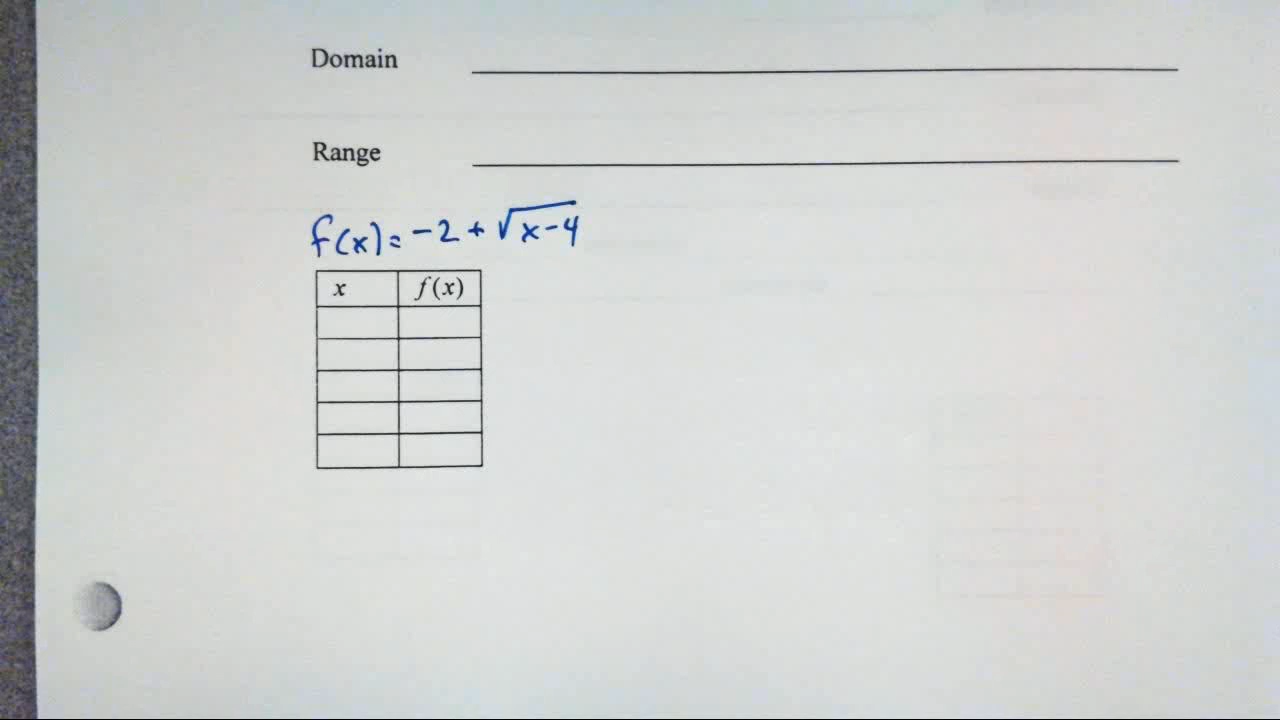 Domain
Range
f(x) = -2 + √(x-4)
x f(x)